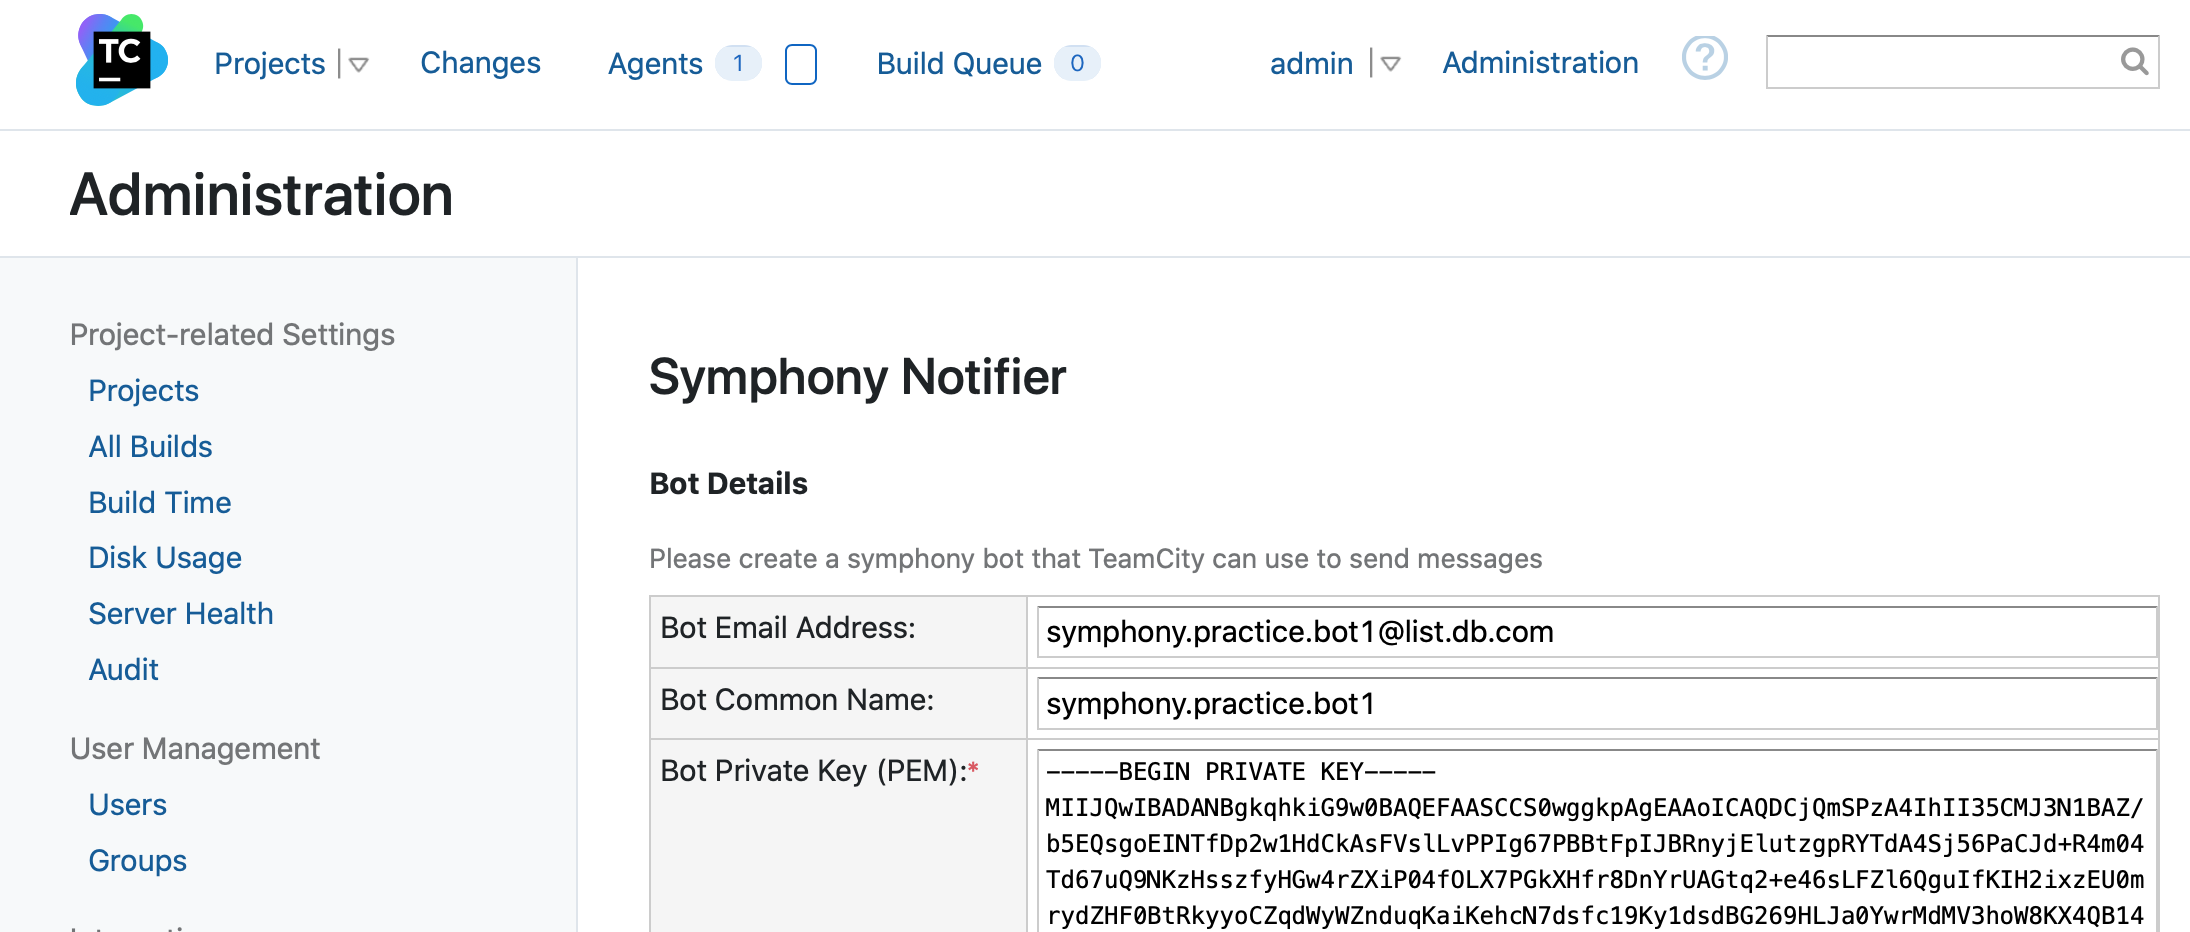 TC
Projects
Changes
Agents 1
Build Queue 0
admin
Administration
?
Administration
Project-related Settings
Projects
All Builds
Build Time
Disk Usage
Server Health
Audit
User Management
Users
Groups
Symphony Notifier
Bot Details
Please create a symphony bot that TeamCity can use to send messages
Bot Email Address:
symphony.practice.bot1@list.db.com
Bot Common Name:
symphony.practice.bot1
Bot Private Key (PEM):*
-----BEGIN PRIVATE KEY-----
MIIJQwIBADANBgkqhkiG9w0BAQEFAASCCS0wggkpAgEAAoICAQDCjQmSPzA4IhII35CMJ3N1BAZ/
b5EQsgoEINTfDp2w1HdCkAsFVslLvPPIg67PBBtFpIJBRnyjElutzgpRYTdA4Sj56PaCJd+R4m04
Td67uQ9NKzHsszfyHGw4rZXiP04fOLX7PGkXHfr8DnYrUAGtq2+e46sLFZl6QguIfKIH2ixzEU0m
rydZHF0BtRkyyoCZqdWyWZnduqKaiKehcN7dsfc19Ky1dsdBG269HLJa0YwrMdMV3hoW8KX4QB14